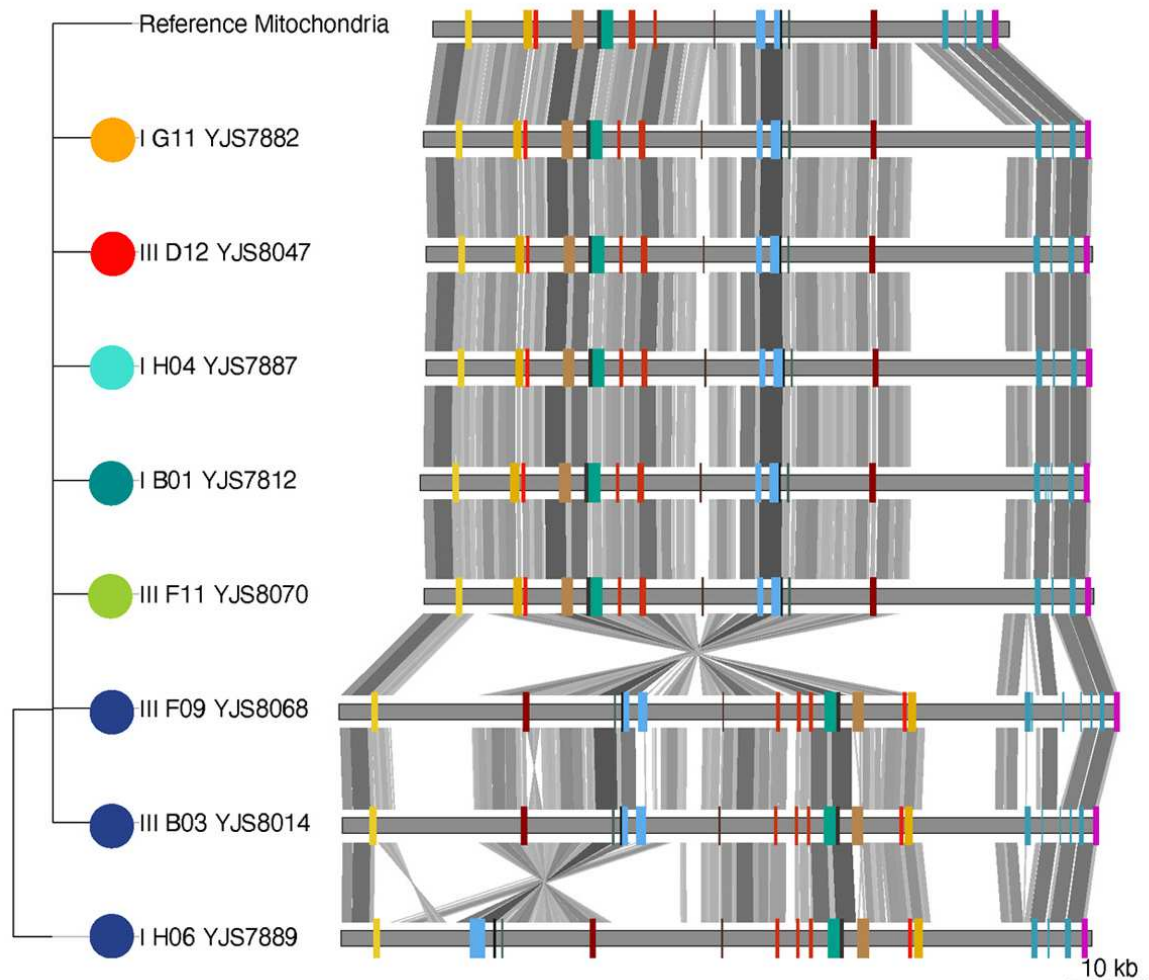 Reference Mitochondria
I G11 YJS7882
III D12 YJS8047
I H04 YJS7887
I B01 YJS7812
III F11 YJS8070
III F09 YJS8068
III B03 YJS8014
I H06 YJS7889
10 kb